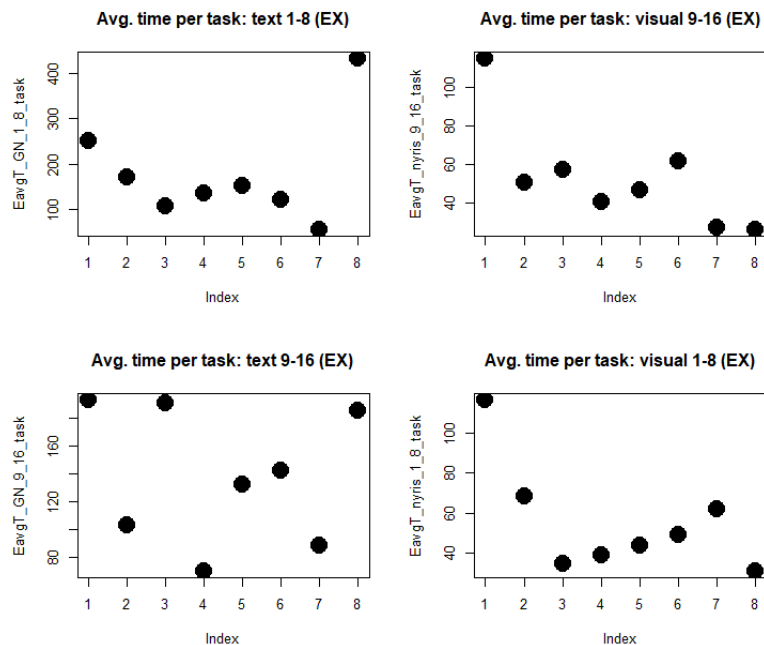 Avg. time per task: text 1-8 (EX)
EavgT_GN_1_8_task
400
300
200
100
1 2 3 4 5 6 7 8
Index
Avg. time per task: visual 9-16 (EX)
EavgT_nyris_9_16_task
100
80
60
40
1 2 3 4 5 6 7 8
Index
Avg. time per task: text 9-16 (EX)
EavgT_GN_9_16_task
160
120
80
1 2 3 4 5 6 7 8
Index
Avg. time per task: visual 1-8 (EX)
EavgT_nyris_1_8_task
100
80
60
40
1 2 3 4 5 6 7 8
Index